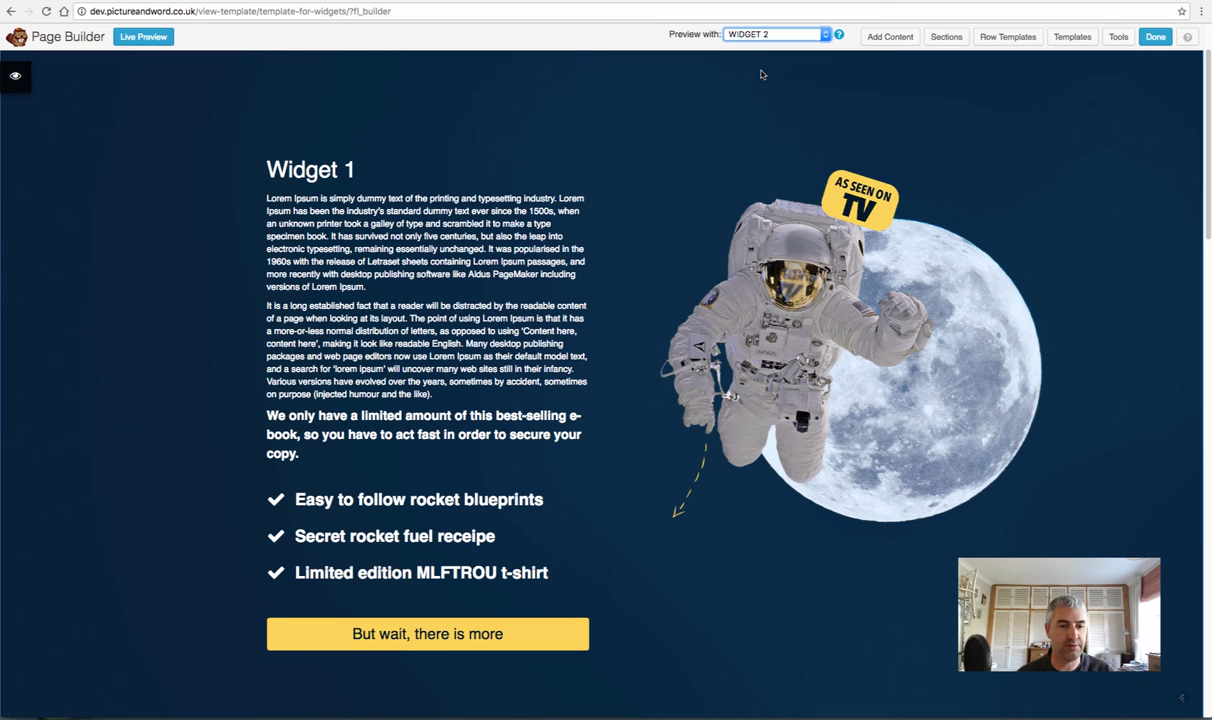 dev.pictureandword.co.uk/view-template/template-for-widgets/?fl_builder
Page Builder
Live Preview
Preview with:
WIDGET 2
?
Add Content
Sections
Row Templates
Templates
Tools
Done
?
Widget 1
Lorem Ipsum is simply dummy text of the printing and typesetting industry. Lorem
Ipsum has been the industry's standard dummy text ever since the 1500s, when
an unknown printer took a galley of type and scrambled it to make a type
specimen book. It has survived not only five centuries, but also the leap into
electronic typesetting, remaining essentially unchanged. It was popularised in the
1960s with the release of Letraset sheets containing Lorem Ipsum passages, and
more recently with desktop publishing software like Aldus PageMaker including
versions of Lorem Ipsum.
It is a long established fact that a reader will be distracted by the readable content
of a page when looking at its layout. The point of using Lorem Ipsum is that it has
a more-or-less normal distribution of letters, as opposed to using 'Content here,
content here', making it look like readable English. Many desktop publishing
packages and web page editors now use Lorem Ipsum as their default model text,
and a search for 'lorem ipsum' will uncover many web sites still in their infancy.
Various versions have evolved over the years, sometimes by accident, sometimes
on purpose (injected humour and the like).
We only have a limited amount of this best-selling e-
book, so you have to act fast in order to secure your
copy.
Easy to follow rocket blueprints
Secret rocket fuel receipe
Limited edition MLFTROU t-shirt
But wait, there is more
AS SEEN ON
TV